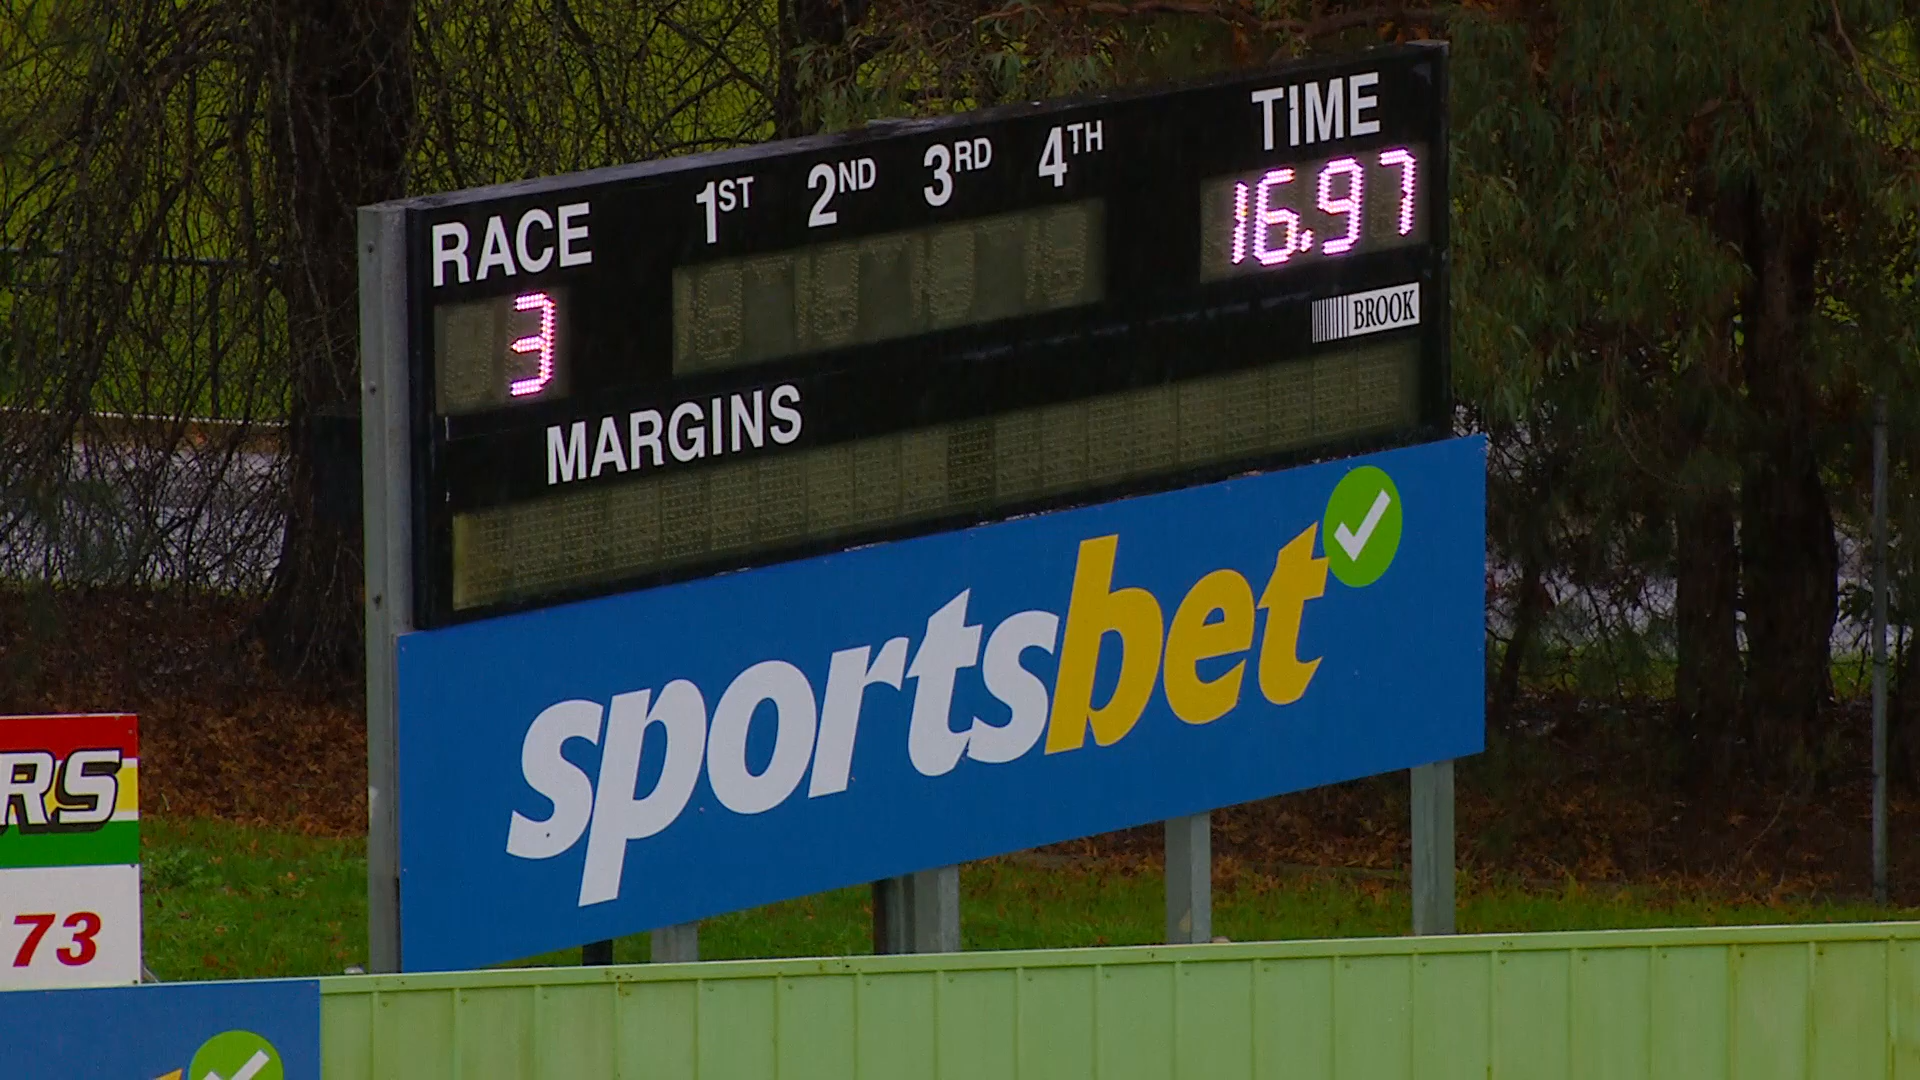 RACE 1ST 2ND 3RD 4TH TIME
3 16.97
BROOK
MARGINS
sportsbet
RS
73